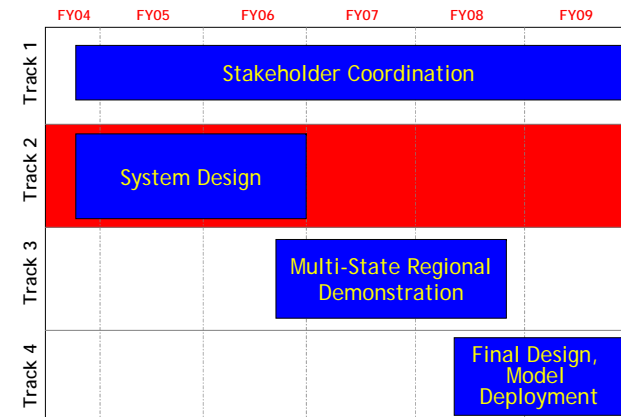 FY04 FY05 FY06 FY07 FY08 FY09
Track 1
Stakeholder Coordination
Track 2
System Design
Track 3
Multi-State Regional
Demonstration
Track 4
Final Design,
Model
Deployment